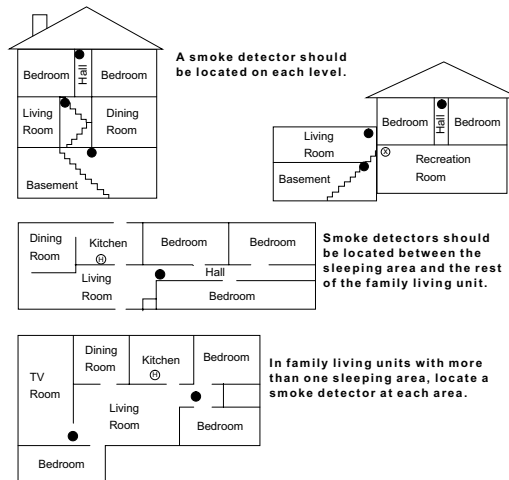 A smoke detector should
be located on each level.
Bedroom
Hall
Bedroom
Living
Room
Dining
Room
Basement
Bedroom
Hall
Bedroom
Living
Room
X
Recreation
Room
Basement
Dining
Room
Kitchen
H
Bedroom
Bedroom
Living
Room
Hall
Bedroom
Smoke detectors should
be located between the
sleeping area and the rest
of the family living unit.
TV
Room
Dining
Room
Kitchen
H
Bedroom
Living
Room
Bedroom
Bedroom
In family living units with more
than one sleeping area, locate a
smoke detector at each area.